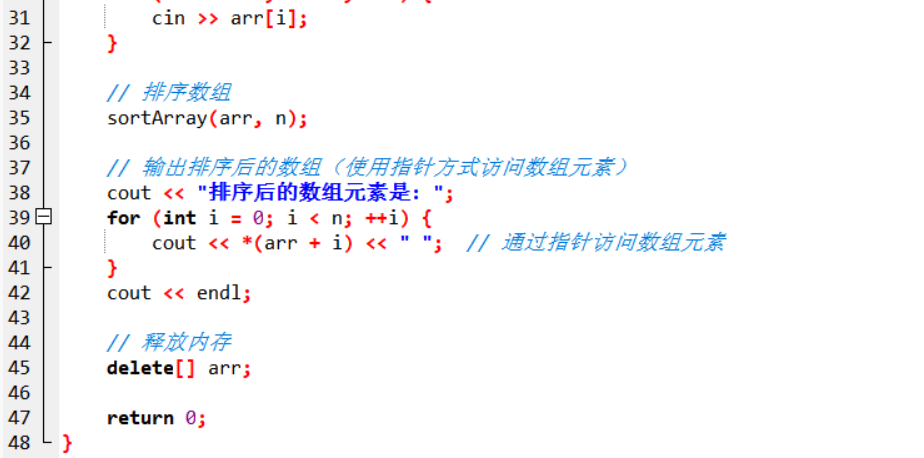 31 cin >> arr[i];
32 }
33
34 // 排序数组
35 sortArray(arr, n);
36
37 // 输出排序后的数组（使用指针方式访问数组元素）
38 cout << "排序后的数组元素是: ";
39 for (int i = 0; i < n; ++i) {
40 cout << *(arr + i) << " "; // 通过指针访问数组元素
41 }
42 cout << endl;
43
44 // 释放内存
45 delete[] arr;
46
47 return 0;
48 }